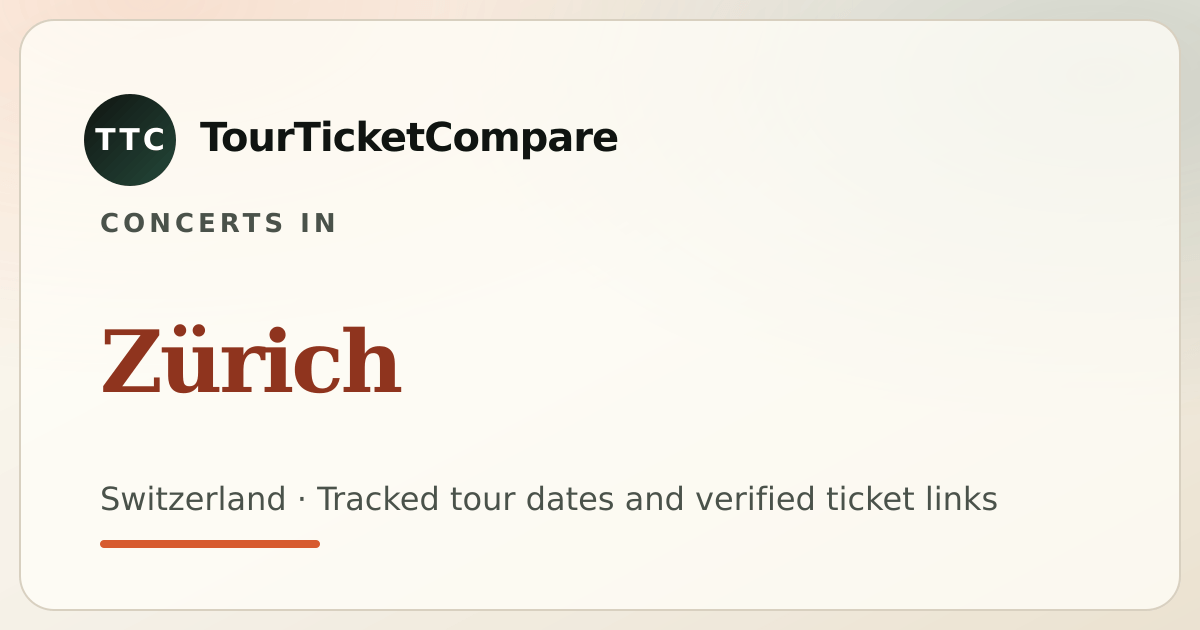 TTC TourTicketCompare
CONCERTS IN
Zürich
Switzerland · Tracked tour dates and verified ticket links